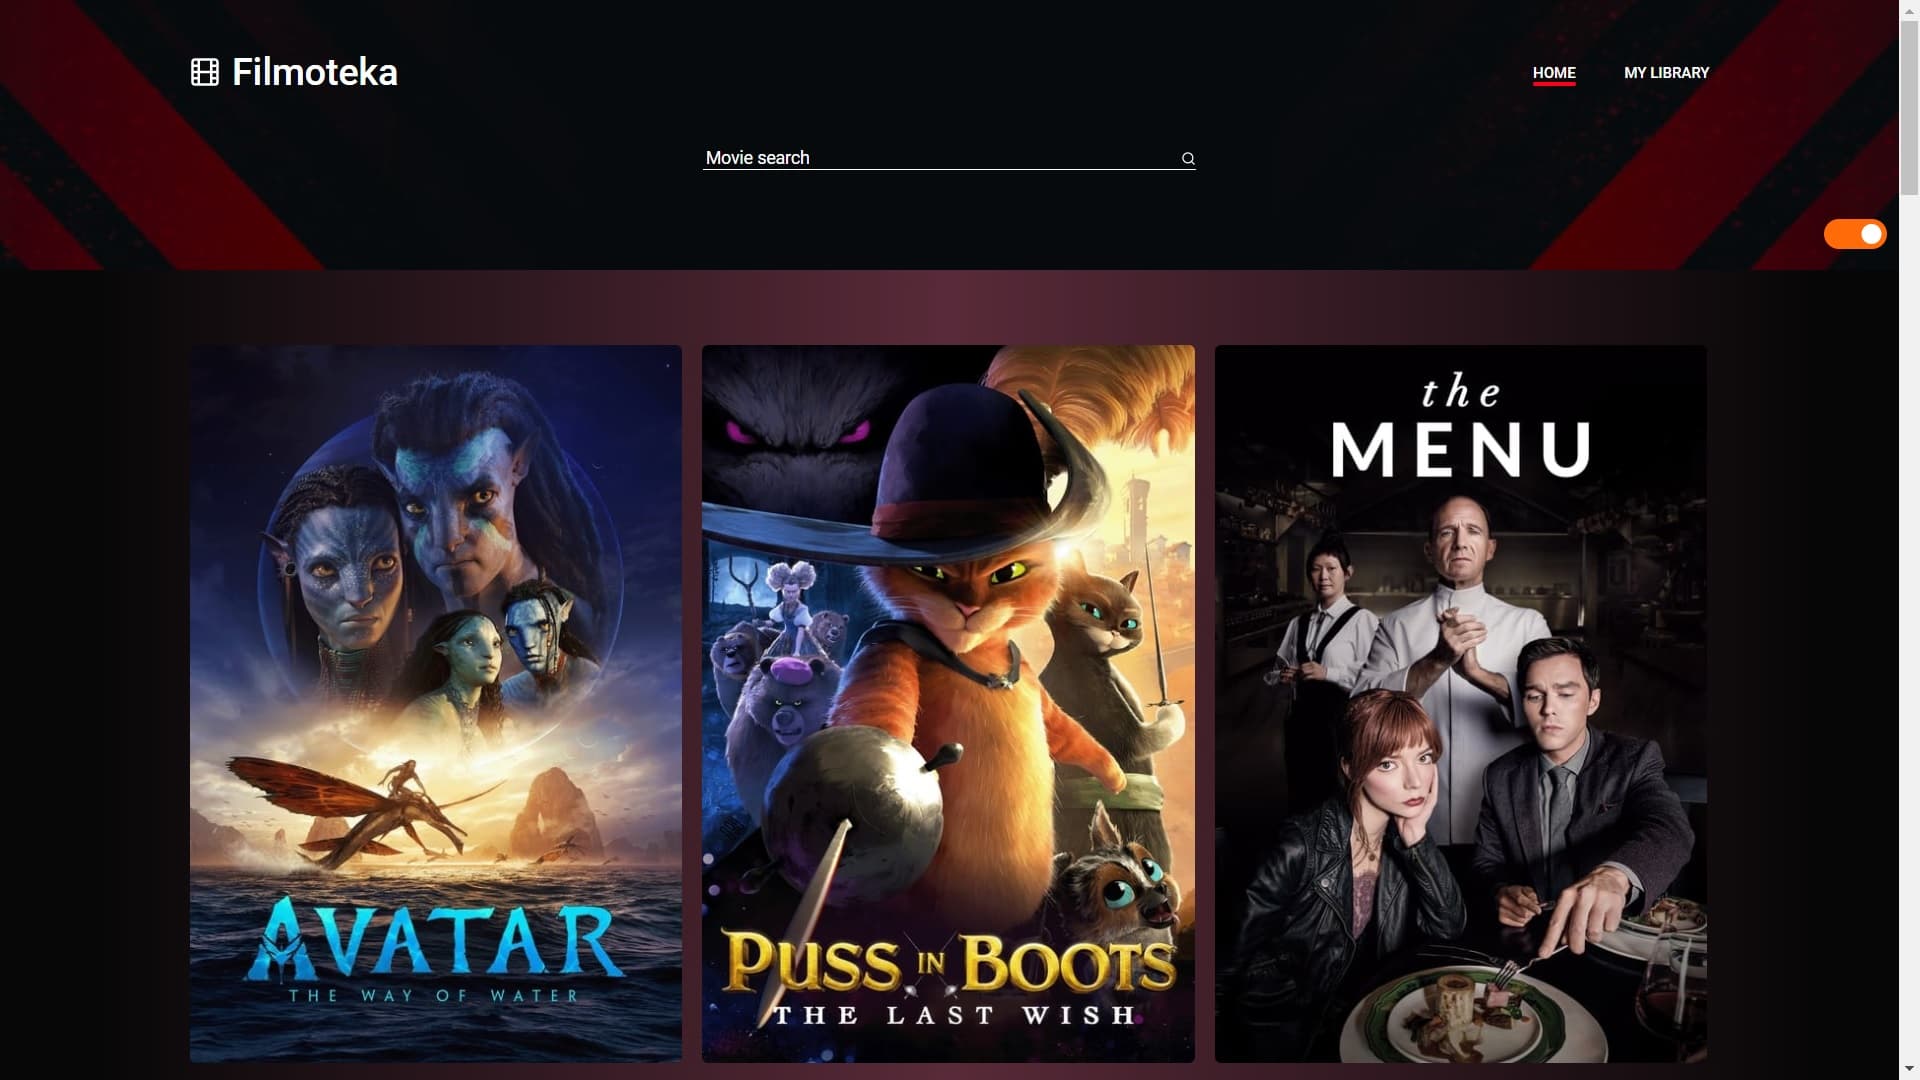 Filmoteka
HOME
MY LIBRARY
Movie search
AVATAR
THE WAY OF WATER
PUSS IN BOOTS
THE LAST WISH
the
MENU